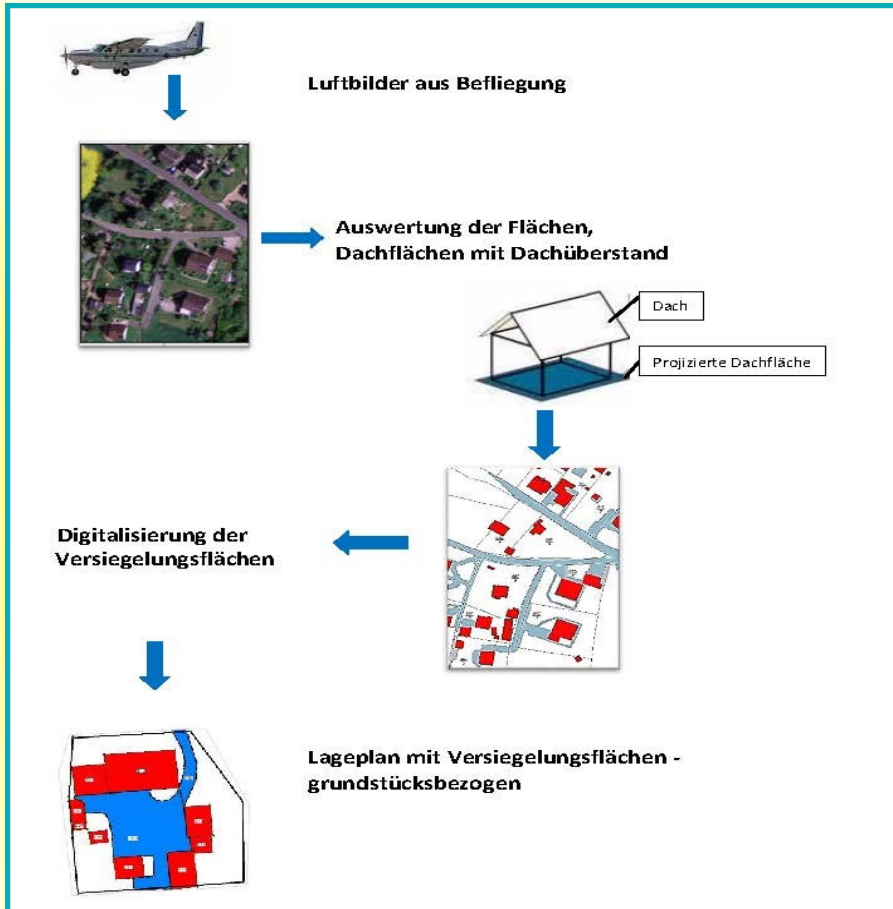 Luftbilder aus Befliegung
Auswertung der Flächen,
Dachflächen mit Dachüberstand
Dach
Projizierte Dachfläche
Digitalisierung der
Versiegelungsflächen
Lageplan mit Versiegelungsflächen -
grundstücksbezogen